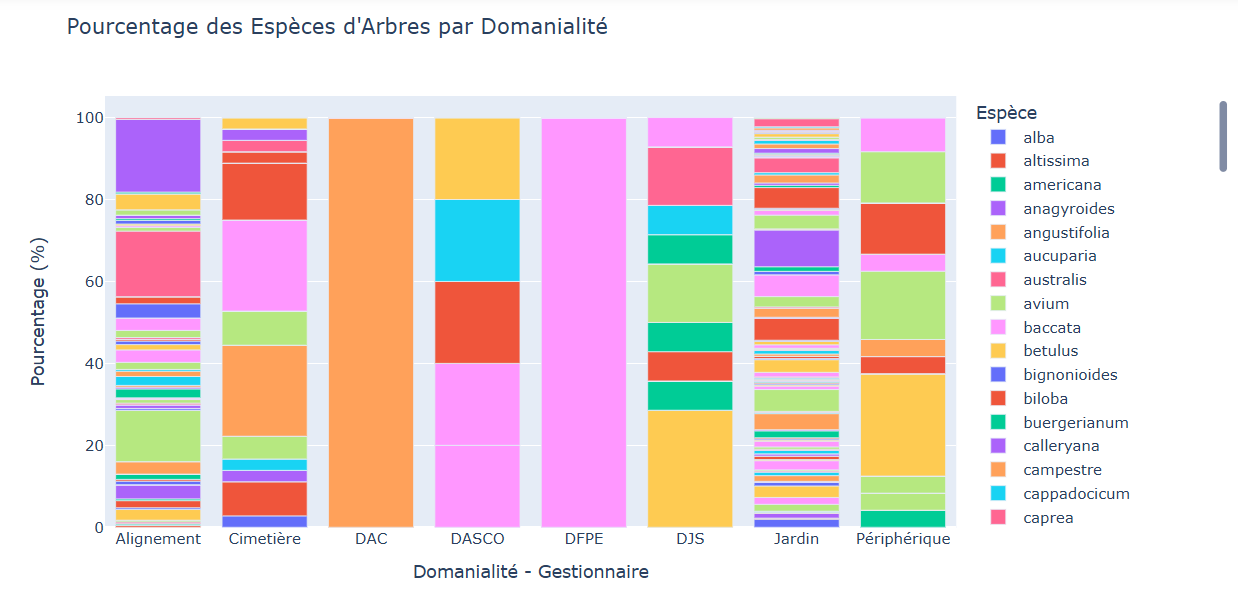 Pourcentage des Espèces d'Arbres par Domanialité
Pourcentage (%)
100
80
60
40
20
0
Alignement
Cimetière
DAC
DASCO
DFPE
DJS
Jardin
Périphérique
Domanialité - Gestionnaire
Espèce
alba
altissima
americana
anagyroides
angustifolia
aucuparia
australis
avium
baccata
betulus
bignonioides
biloba
buergerianum
calleryana
campestre
cappadocicum
caprea